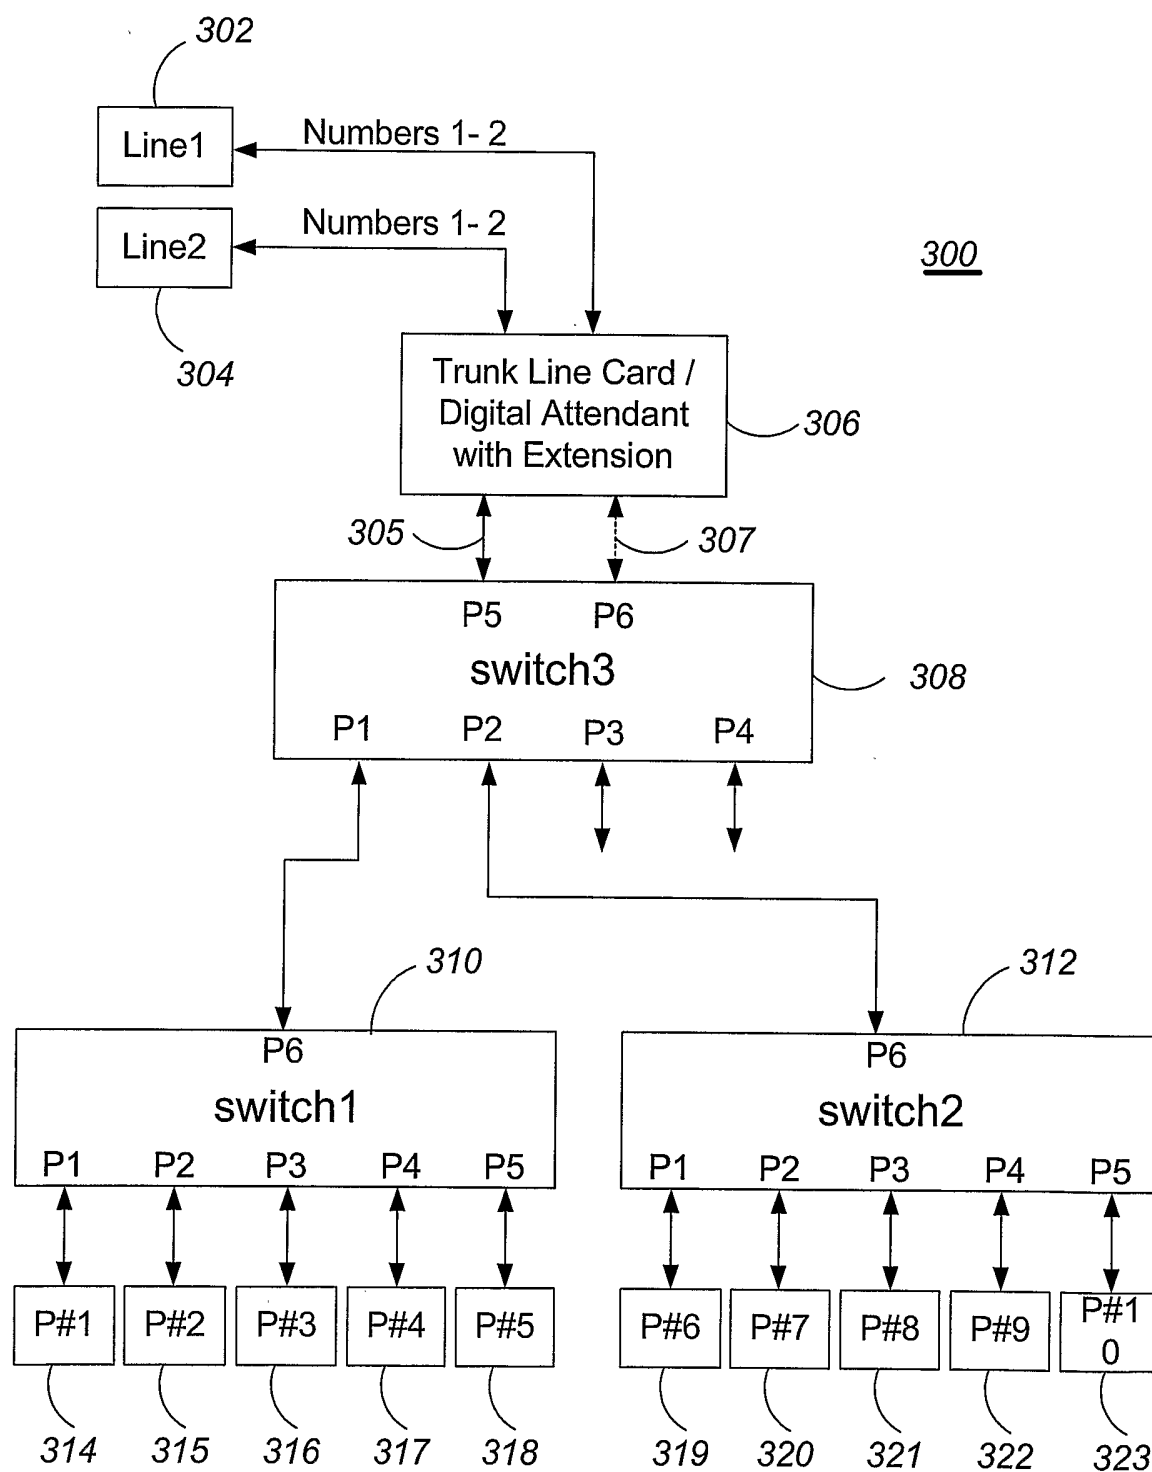 302
Line1
Numbers 1- 2
Line2
Numbers 1- 2
300
304
Trunk Line Card /
Digital Attendant
with Extension
306
305
307
P5 P6
switch3
308
P1 P2 P3 P4
310
312
P6
switch1
P1 P2 P3 P4 P5
P6
switch2
P1 P2 P3 P4 P5
P#1 P#2 P#3 P#4 P#5 P#6 P#7 P#8 P#9 P#1
0
314 315 316 317 318 319 320 321 322 323